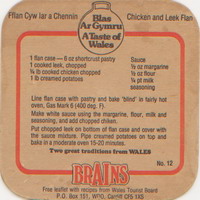 Fflan Cyw Iar a Chennin
Blas
Ar Gymru
A Taste of
Wales
Chicken and Leek Flan
1 flan case — 8 oz shortcrust pastry
1 cooked leek, chopped
¼ lb cooked chicken chopped
1 lb creamed potatoes
Sauce
½ oz margarine
½ oz flour
¼ pt milk
seasoning
Line flan case with pastry and bake 'blind' in fairly hot
oven, Gas Mark 6 (400 deg. F).
Make white sauce using the margarine, flour, milk and
seasoning, and add chopped chicken.
Put chopped leek on bottom of flan case and cover with
the sauce mixture. Pipe creamed potatoes on top and
bake in a moderate oven 15-20 minutes.
Two great traditions from WALES
No. 12
BRAINS
Free leaflet with recipes from Wales Tourist Board
P.O. Box 151, WTO, Cardiff CF5 1XS